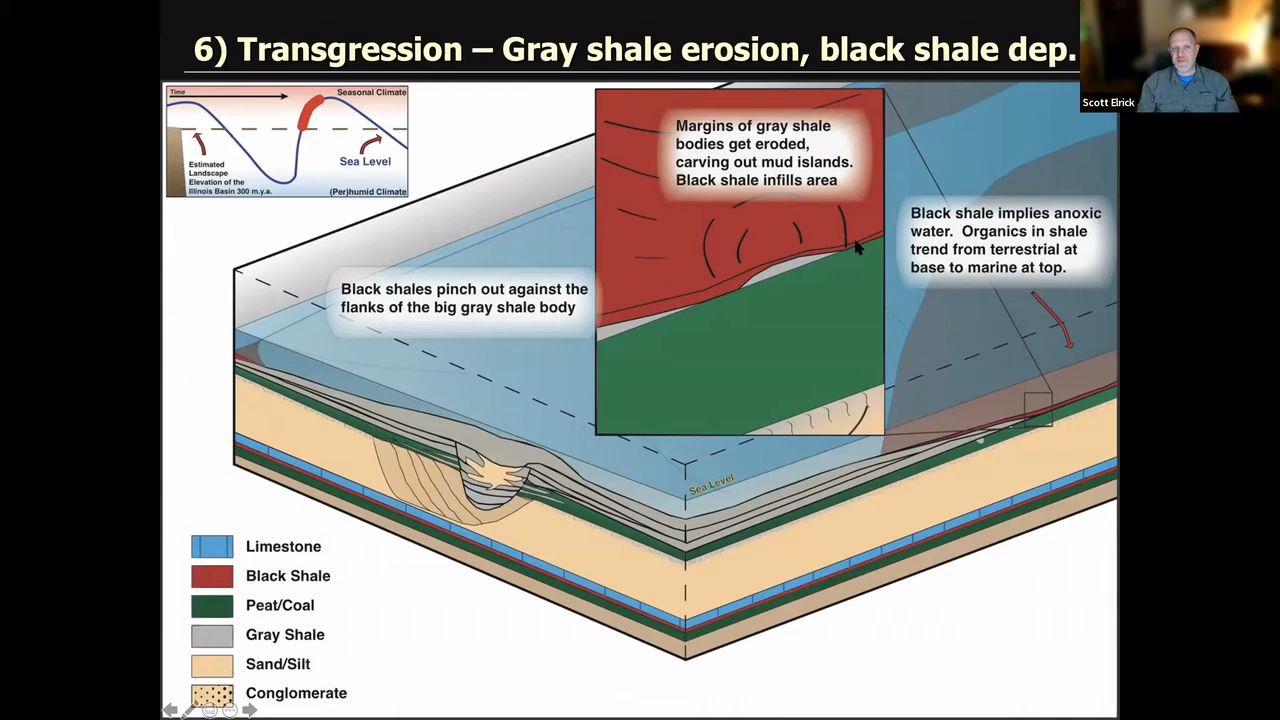 6) Transgression – Gray shale erosion, black shale dep.
Scott Elrick
Time
Seasonal Climate
Estimated
Landscape
Elevation of the
Illinois Basin 300 m.y.a.
Sea Level
(Per)humid Climate
Margins of gray shale
bodies get eroded,
carving out mud islands.
Black shale infills area
Black shale implies anoxic
water. Organics in shale
trend from terrestrial at
base to marine at top.
Black shales pinch out against the
flanks of the big gray shale body
Sea Level
Limestone
Black Shale
Peat/Coal
Gray Shale
Sand/Silt
Conglomerate